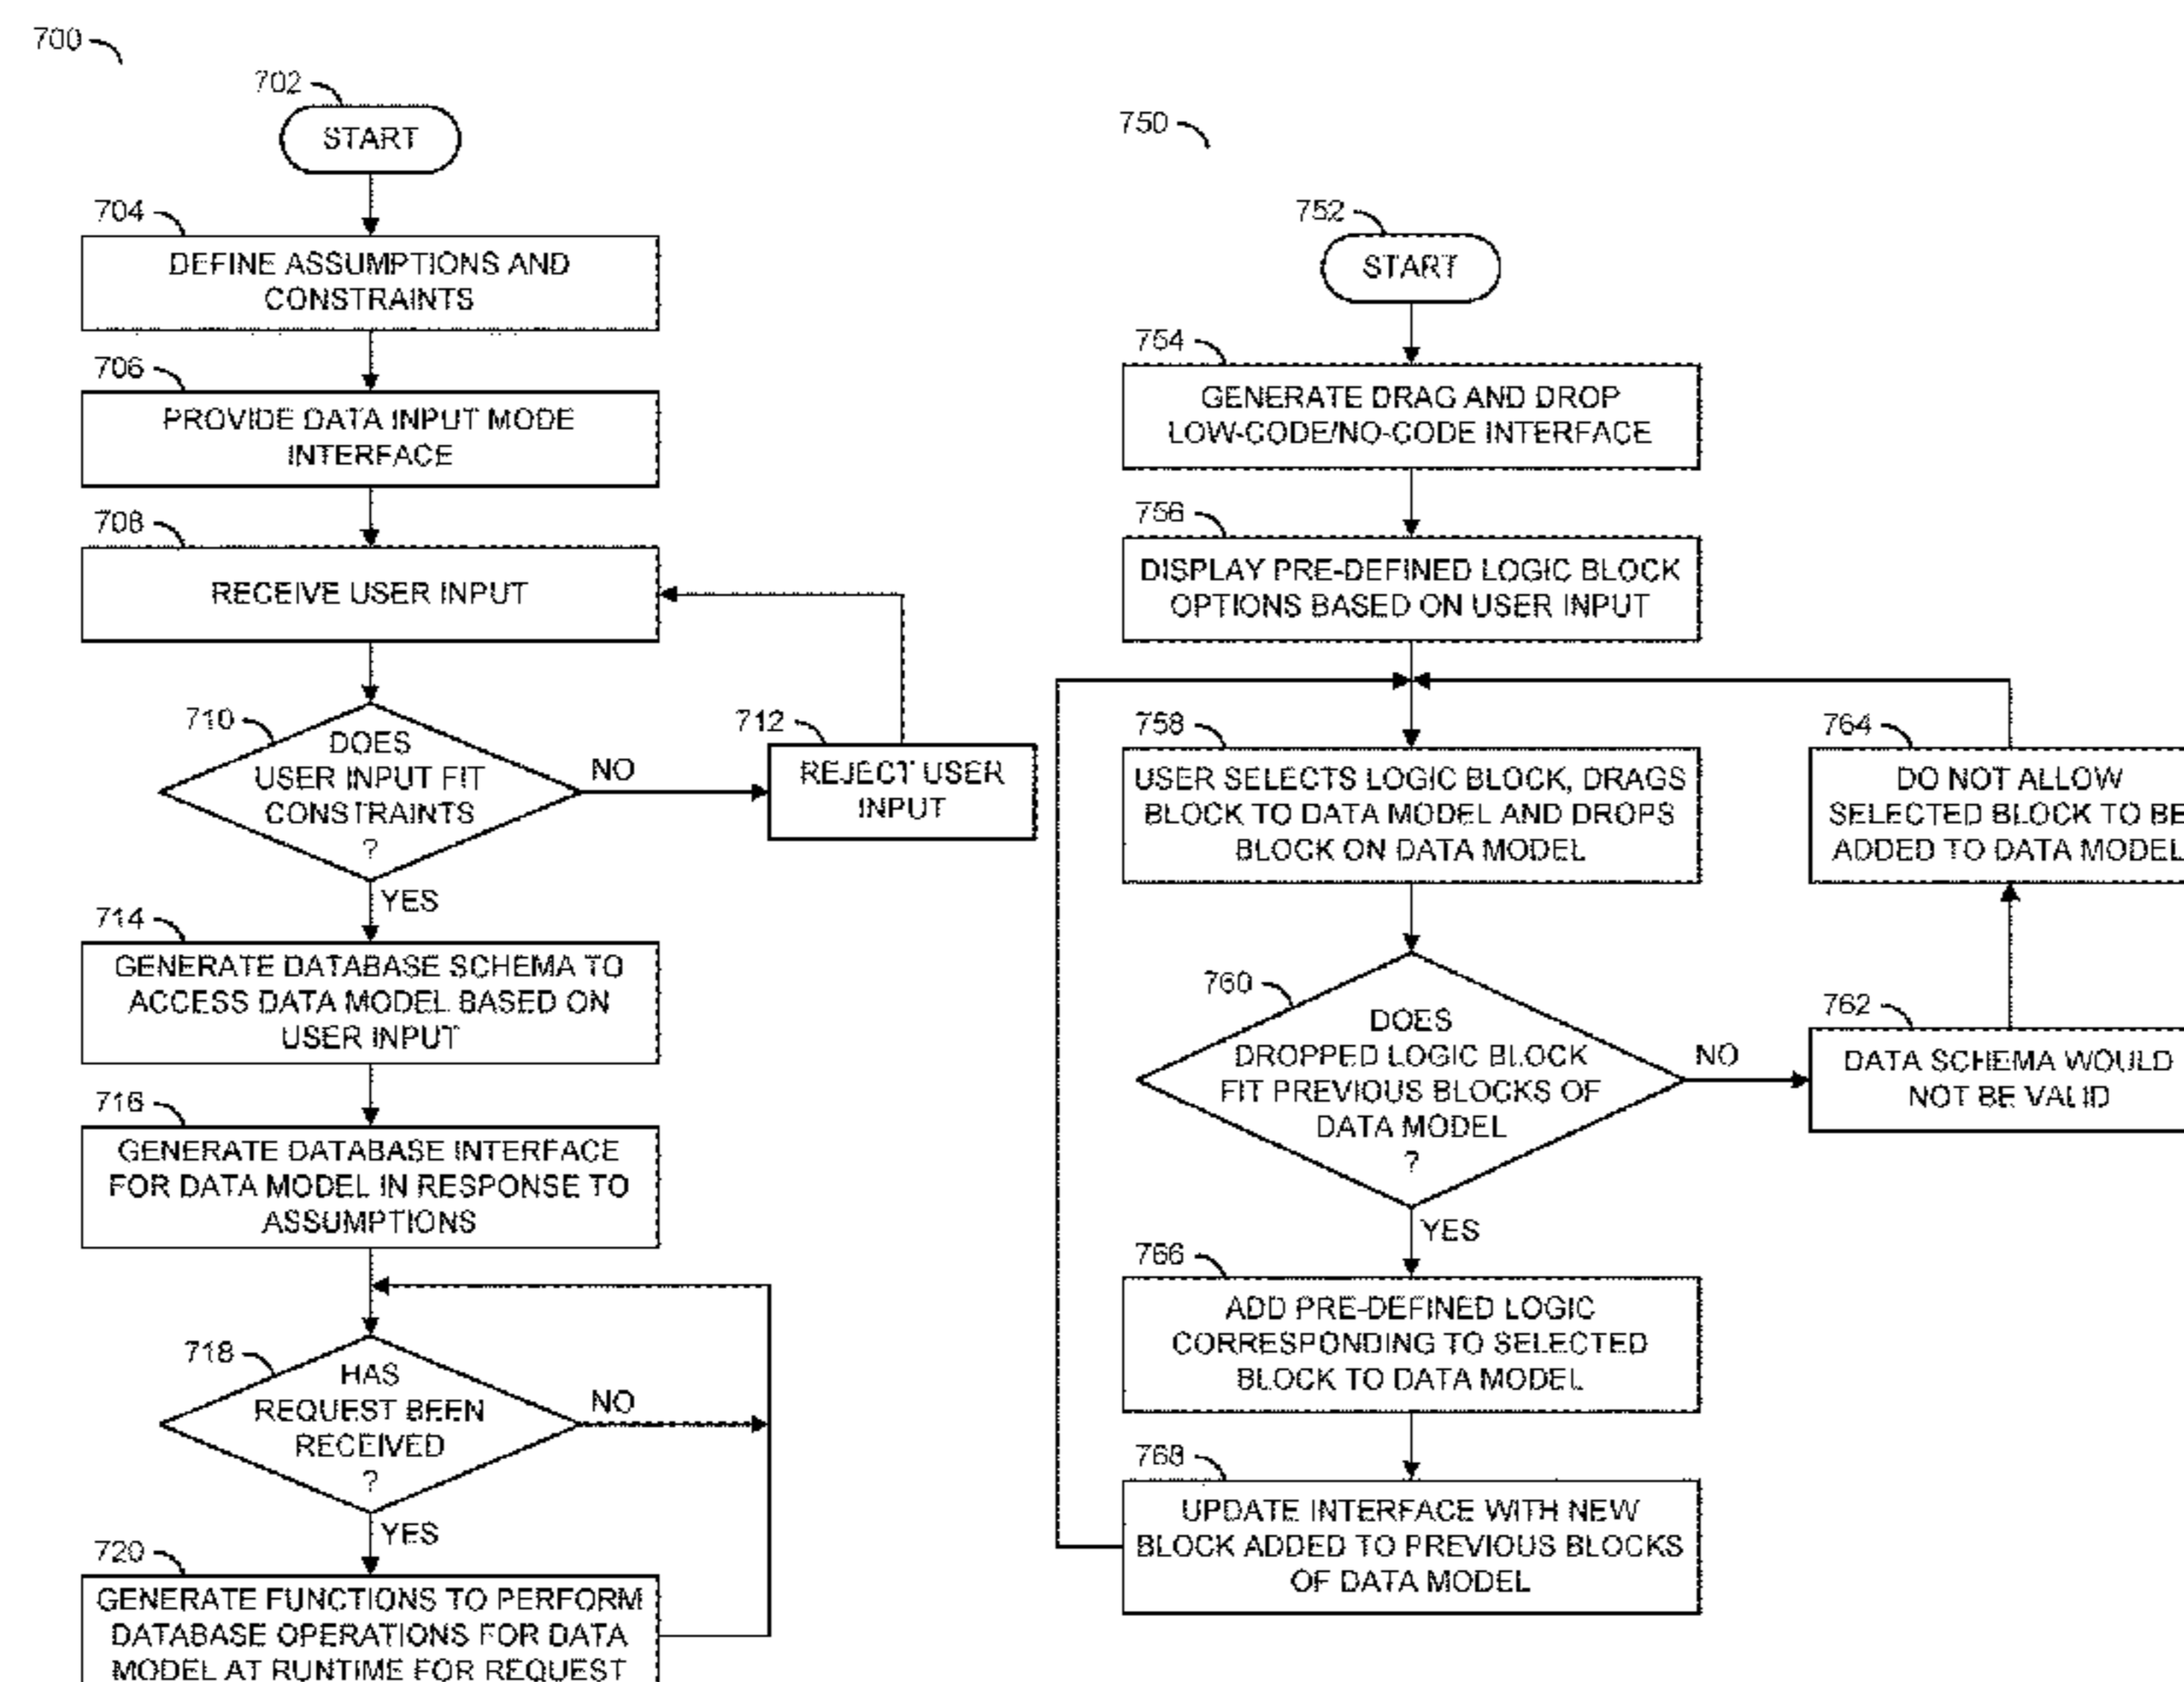 700
702
START
704
DEFINE ASSUMPTIONS AND
CONSTRAINTS
706
PROVIDE DATA INPUT MODE
INTERFACE
708
RECEIVE USER INPUT
710
DOES
USER INPUT FIT
CONSTRAINTS
?
NO
712
REJECT USER
INPUT
YES
714
GENERATE DATABASE SCHEMA TO
ACCESS DATA MODEL BASED ON
USER INPUT
716
GENERATE DATABASE INTERFACE
FOR DATA MODEL IN RESPONSE TO
ASSUMPTIONS
718
HAS
REQUEST BEEN
RECEIVED
?
NO
YES
720
GENERATE FUNCTIONS TO PERFORM
DATABASE OPERATIONS FOR DATA
MODEL AT RUNTIME FOR REQUEST
750
752
START
754
GENERATE DRAG AND DROP
LOW-CODE/NO-CODE INTERFACE
756
DISPLAY PRE-DEFINED LOGIC BLOCK
OPTIONS BASED ON USER INPUT
758
USER SELECTS LOGIC BLOCK, DRAGS
BLOCK TO DATA MODEL AND DROPS
BLOCK ON DATA MODEL
760
DOES
DROPPED LOGIC BLOCK
FIT PREVIOUS BLOCKS OF
DATA MODEL
?
NO
762
DATA SCHEMA WOULD
NOT BE VALID
764
DO NOT ALLOW
SELECTED BLOCK TO BE
ADDED TO DATA MODEL
YES
766
ADD PRE-DEFINED LOGIC
CORRESPONDING TO SELECTED
BLOCK TO DATA MODEL
768
UPDATE INTERFACE WITH NEW
BLOCK ADDED TO PREVIOUS BLOCKS
OF DATA MODEL